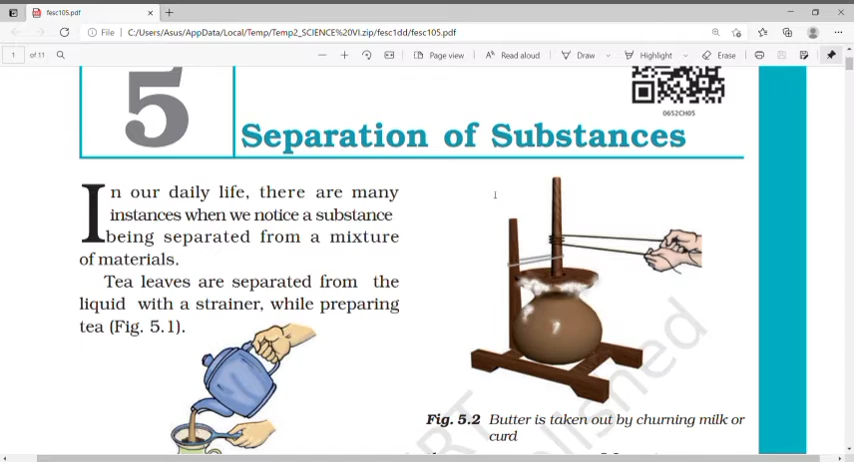 fesc105.pdf
File
C:/Users/Asus/AppData/Local/Temp/Temp2_SCIENCE%20VI.zip/fesc1dd/fesc105.pdf
1 of 11
Page view
Read aloud
Draw
Highlight
Erase
0652CH05
5
Separation of Substances
In our daily life, there are many
instances when we notice a substance
being separated from a mixture
of materials.
Tea leaves are separated from the
liquid with a strainer, while preparing
tea (Fig. 5.1).
Fig. 5.2 Butter is taken out by churning milk or
curd